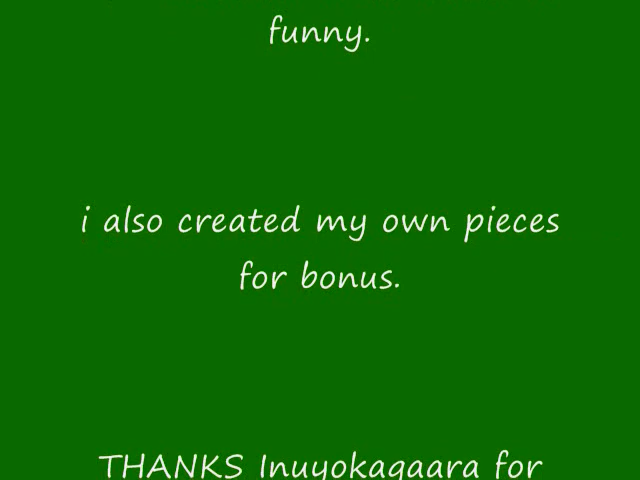 funny.
i also created my own pieces
for bonus.
THANKS Inuyokagaara for